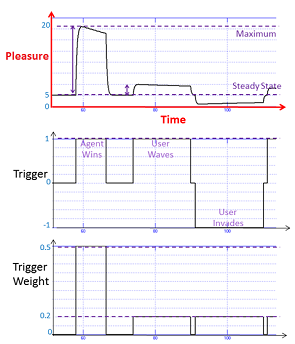 20
Maximum
Pleasure
Steady State
5
0
60
80
100
Time
1
Agent
Wins
User
Waves
Trigger
0
User
Invades
-1
60
80
100
0.5
Trigger
Weight
0.2
0
60
80
100